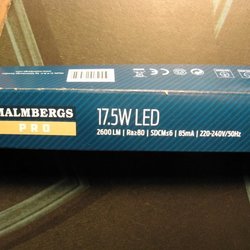 MALMBERGS
PRO
17.5W LED
2600 LM | Ra≥80 | SDCM≤6 | 85mA | 220-240V/50Hz